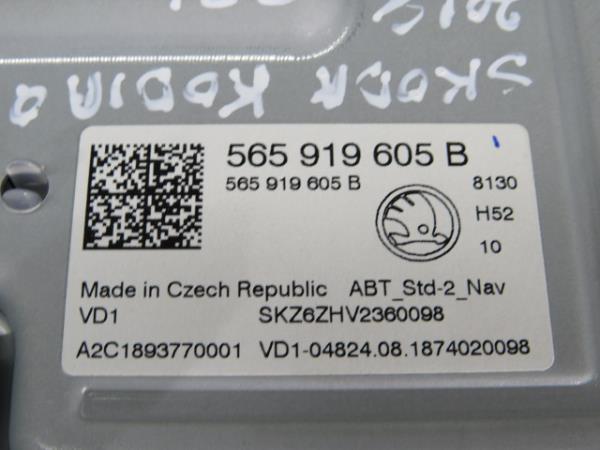 2016
SKODA KODIAQ
565 919 605 B
565 919 605 B
8130
H52
10
Made in Czech Republic ABT_Std-2_Nav
VD1 SKZ6ZHV2360098
A2C1893770001 VD1-04824.08.1874020098